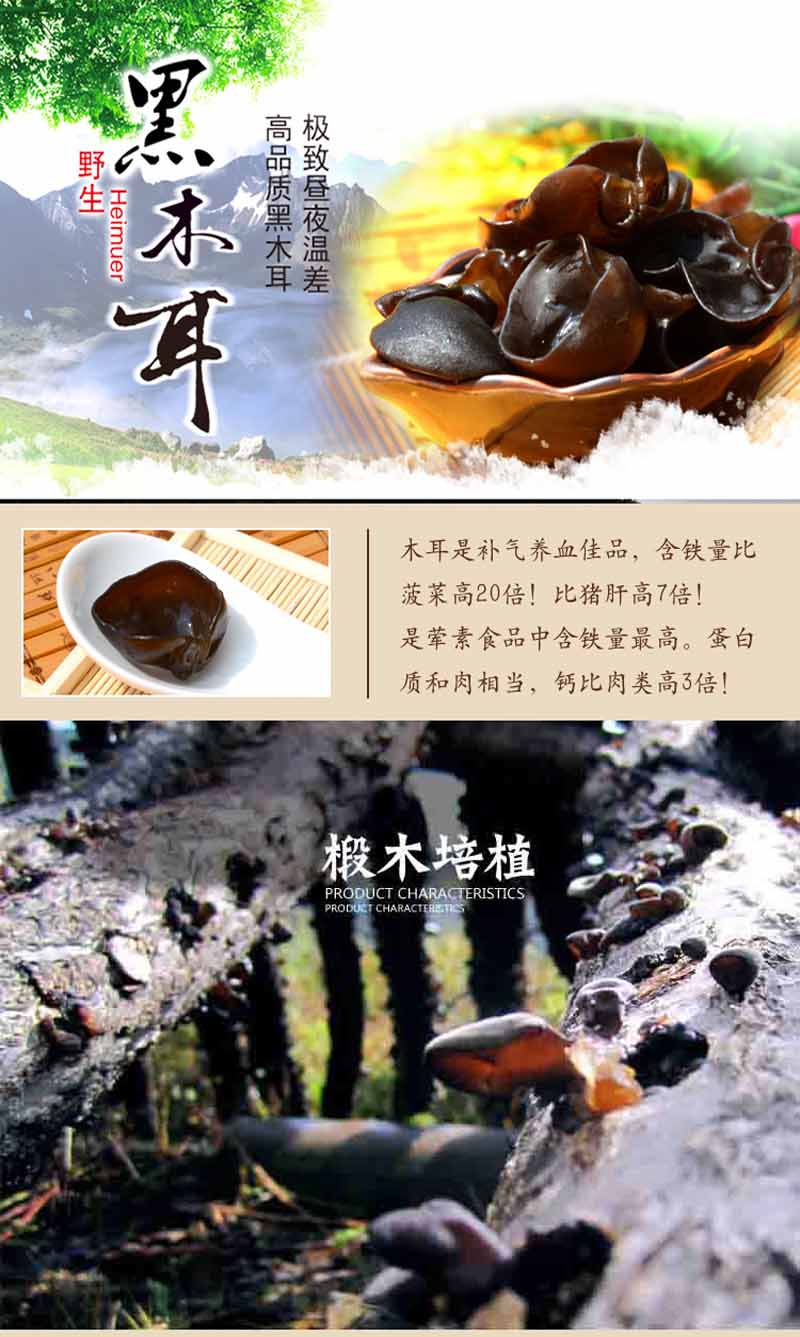 黑木耳
野生
Heimuer
极致昼夜温差
高品质黑木耳
木耳是补气养血佳品，含铁量比
菠菜高20倍！比猪肝高7倍！
是荤素食品中含铁量最高。蛋白
质和肉相当，钙比肉类高3倍！
椴木培植
PRODUCT CHARACTERISTICS
PRODUCT CHARACTERISTICS